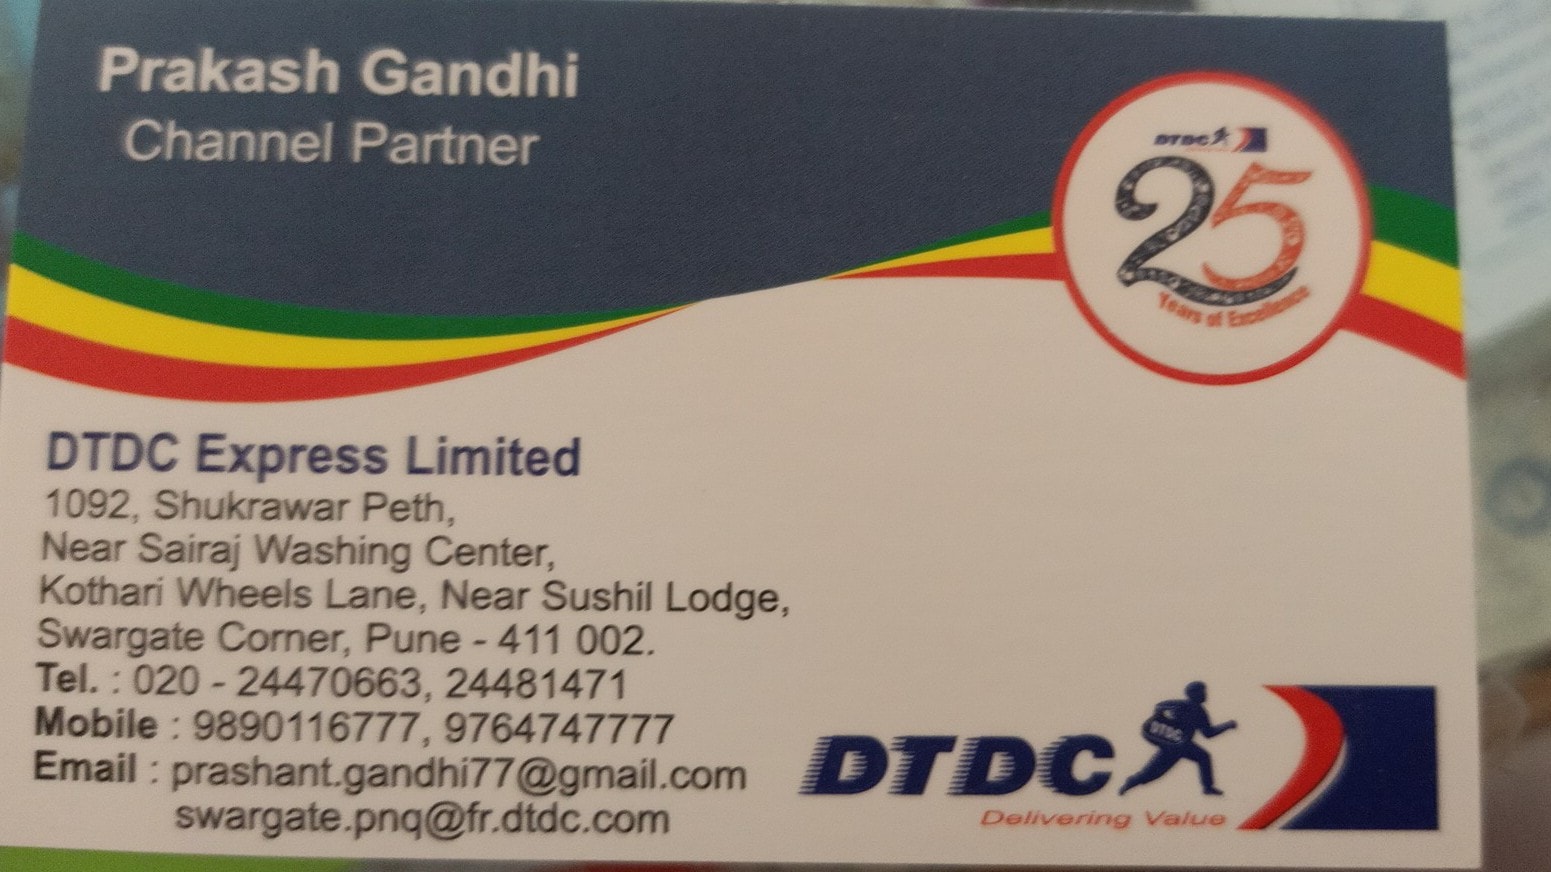 Prakash Gandhi
Channel Partner
DTDC
25
Years of Excellence
DTDC Express Limited
1092, Shukrawar Peth,
Near Sairaj Washing Center,
Kothari Wheels Lane, Near Sushil Lodge,
Swargate Corner, Pune - 411 002.
Tel. : 020 - 24470663, 24481471
Mobile : 9890116777, 9764747777
Email : prashant.gandhi77@gmail.com
swargate.pnq@fr.dtdc.com
DTDC
DTDC
Delivering Value